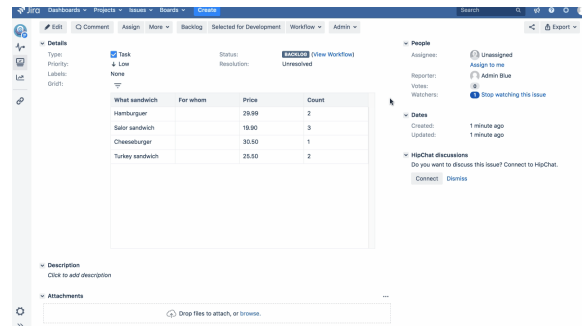 Jira Dashboards Projects Issues Boards Create Search
Edit Comment Assign More Backlog Selected for Development Workflow Admin Export
Details
Type: Task Status: BACKLOG (View Workflow)
Priority: Low Resolution: Unresolved
Labels: None
Grid1:
What sandwich For whom Price Count
Hamburguer 29.99 2
Salor sandwich 19.90 3
Cheeseburger 30.50 1
Turkey sandwich 25.50 2
Description
Click to add description
Attachments
Drop files to attach, or browse.
People
Assignee: Unassigned
Assign to me
Reporter: Admin Blue
Votes: 0
Watchers: 1 Stop watching this issue
Dates
Created: 1 minute ago
Updated: 1 minute ago
HipChat discussions
Do you want to discuss this issue? Connect to HipChat.
Connect Dismiss